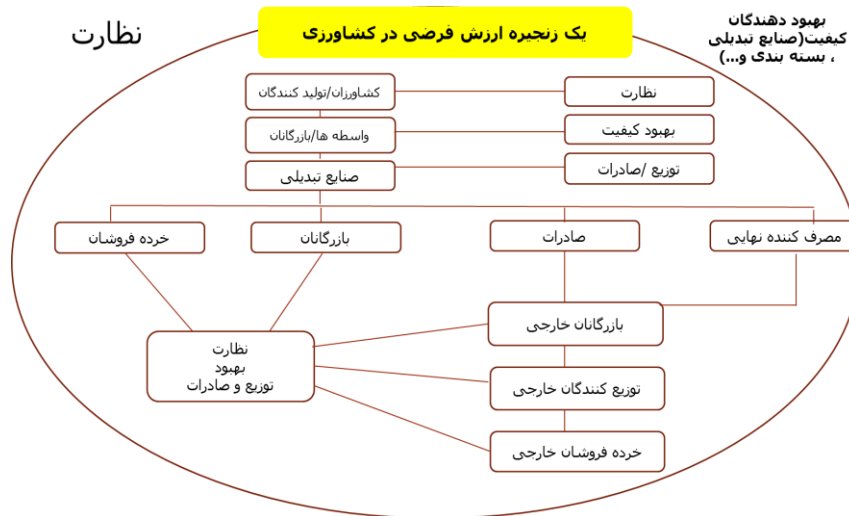 نظارت
یک زنجیره ارزش فرضی در کشاورزی
بهبود دهندگان
کیفیت(صنایع تبدیلی
، بسته بندی و...)
کشاورزان/تولید کنندگان
نظارت
واسطه ها/بازرگانان
بهبود کیفیت
صنایع تبدیلی
توزیع /صادرات
خرده فروشان
بازرگانان
صادرات
مصرف کننده نهایی
نظارت
بهبود
توزیع و صادرات
بازرگانان خارجی
توزیع کنندگان خارجی
خرده فروشان خارجی